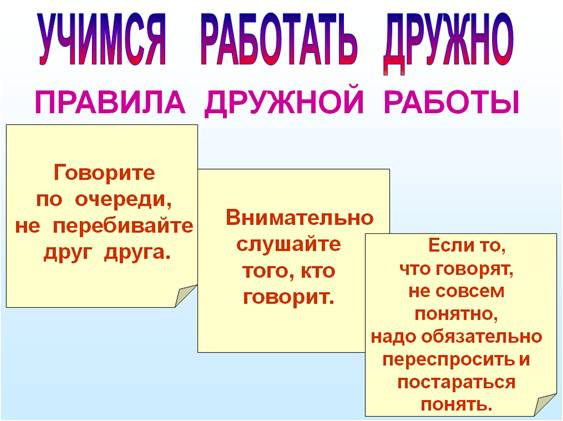 УЧИМСЯ РАБОТАТЬ ДРУЖНО
ПРАВИЛА ДРУЖНОЙ РАБОТЫ
Говорите
по очереди,
не перебивайте
друг друга.
Внимательно
слушайте
того, кто
говорит.
Если то,
что говорят,
не совсем
понятно,
надо обязательно
переспросить и
постараться
понять.